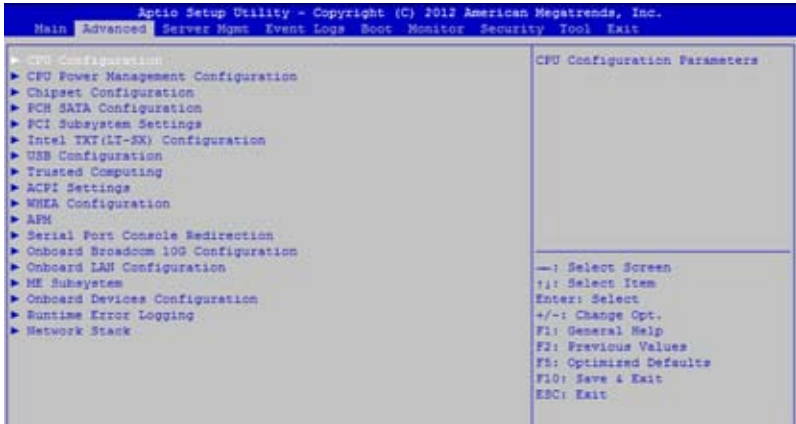 Aptio Setup Utility - Copyright (C) 2012 American Megatrends, Inc.
Main Advanced Server Mgmt Event Logs Boot Monitor Security Tool Exit
► CPU Configuration
► CPU Power Management Configuration
► Chipset Configuration
► PCH SATA Configuration
► PCI Subsystem Settings
► Intel TXT(LT-SX) Configuration
► USB Configuration
► Trusted Computing
► ACPI Settings
► WHEA Configuration
► APM
► Serial Port Console Redirection
► Onboard Broadcom 10G Configuration
► Onboard LAN Configuration
► ME Subsystem
► Onboard Devices Configuration
► Runtime Error Logging
► Network Stack
CPU Configuration Parameters
→←: Select Screen
↑↓: Select Item
Enter: Select
+/-: Change Opt.
F1: General Help
F2: Previous Values
F5: Optimized Defaults
F10: Save & Exit
ESC: Exit